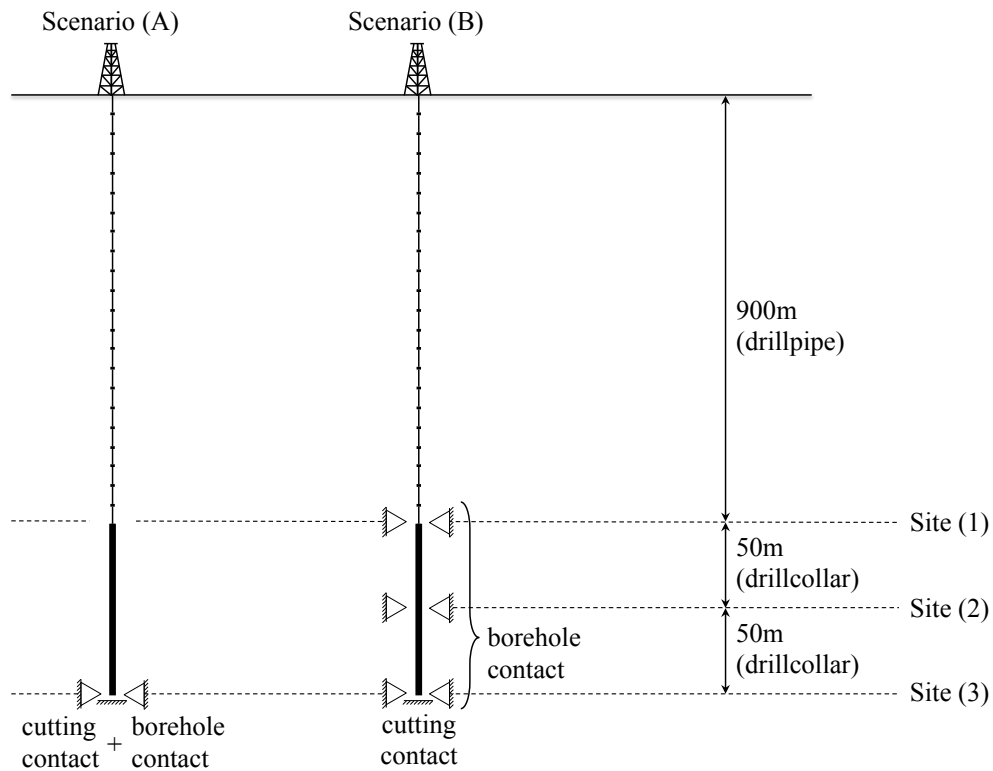 Scenario (A)
Scenario (B)
900m
(drillpipe)
Site (1)
50m
(drillcollar)
Site (2)
borehole
contact
50m
(drillcollar)
Site (3)
cutting
contact
+
borehole
contact
cutting
contact